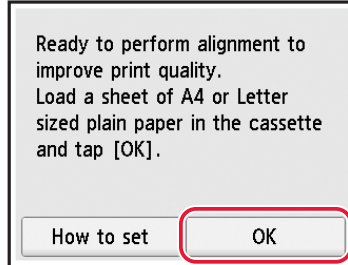 Ready to perform alignment to
improve print quality.
Load a sheet of A4 or Letter
sized plain paper in the cassette
and tap [OK].
How to set
OK